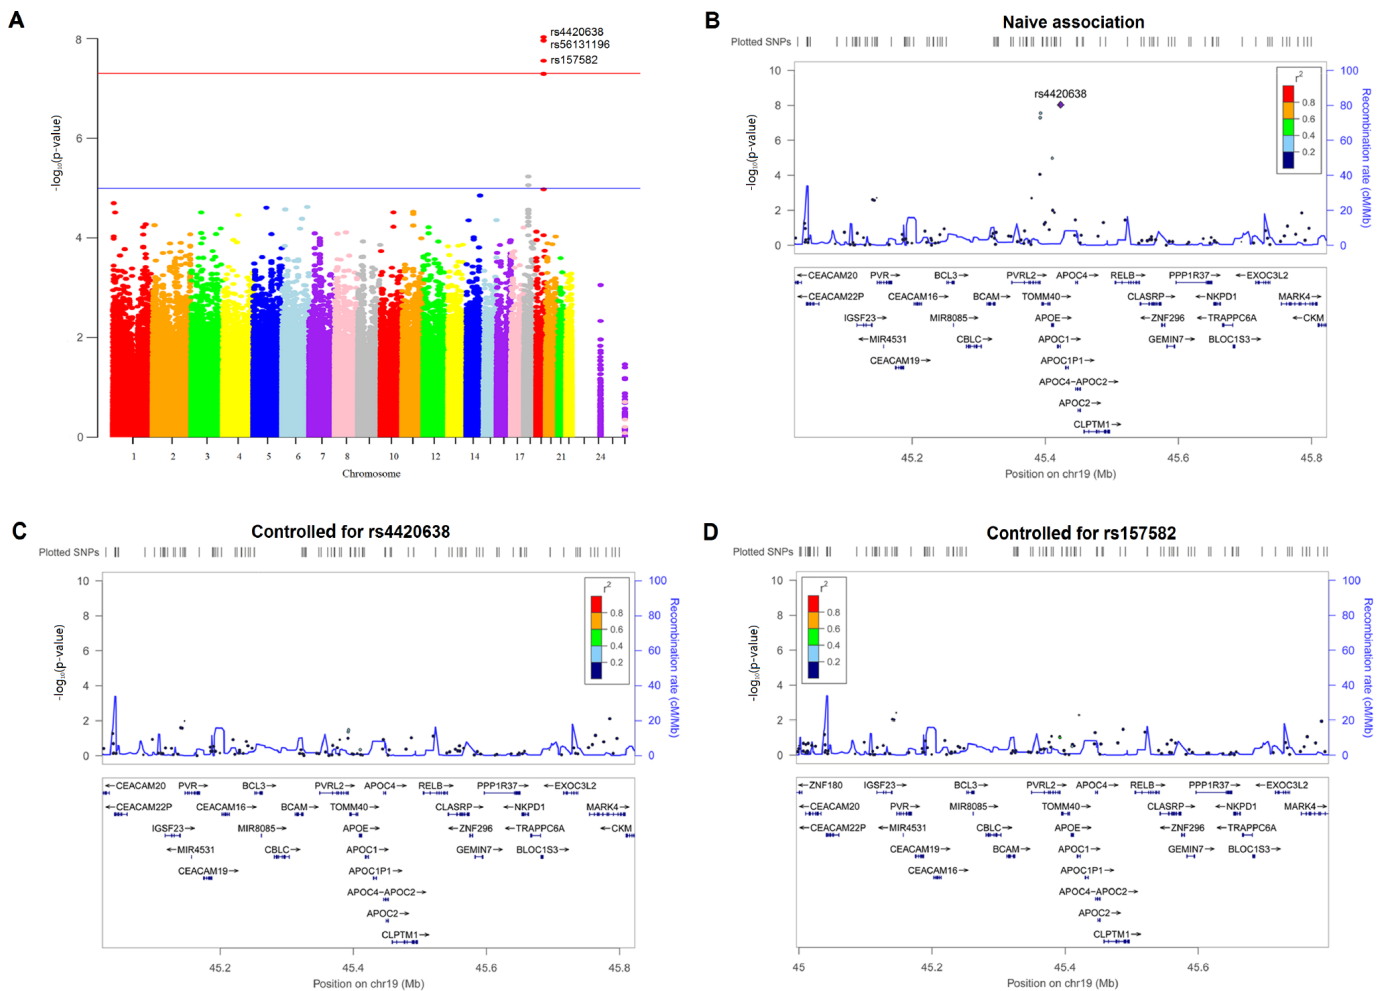 A
8
6
4
2
0
-log₁₀(p-value)
rs4420638
rs56131196
rs157582
1 2 3 4 5 6 7 8 10 12 14 17 19 21 24
Chromosome
B
Naive association
Plotted SNPs
10
8
6
4
2
0
-log₁₀(p-value)
rs4420638
r²
0.8
0.6
0.4
0.2
100
80
60
40
20
0
Recombination rate (cM/Mb)
←CEACAM20 PVR→ BCL3→ PVRL2→ APOC4→ RELB→ PPP1R37→ ←EXOC3L2
←CEACAM22P CEACAM16→ BCAM→ TOMM40→ CLASRP→ ←NKPD1 MARK4→
IGSF23→ MIR8085→ APOE→ ←ZNF296 ←TRAPPC6A ←CKM
←MIR4531 CBLC→ APOC1→ GEMIN7→ BLOC1S3→
CEACAM19→ APOC1P1→
APOC4−APOC2→
APOC2→
CLPTM1→
45.2 45.4 45.6 45.8
Position on chr19 (Mb)
C
Controlled for rs4420638
Plotted SNPs
10
8
6
4
2
0
-log₁₀(p-value)
r²
0.8
0.6
0.4
0.2
100
80
60
40
20
0
Recombination rate (cM/Mb)
←CEACAM20 PVR→ BCL3→ PVRL2→ APOC4→ RELB→ PPP1R37→ ←EXOC3L2
←CEACAM22P CEACAM16→ BCAM→ TOMM40→ CLASRP→ ←NKPD1 MARK4→
IGSF23→ MIR8085→ APOE→ ←ZNF296 ←TRAPPC6A ←CKM
←MIR4531 CBLC→ APOC1→ GEMIN7→ BLOC1S3→
CEACAM19→ APOC1P1→
APOC4−APOC2→
APOC2→
CLPTM1→
45.2 45.4 45.6 45.8
Position on chr19 (Mb)
D
Controlled for rs157582
Plotted SNPs
10
8
6
4
2
0
-log₁₀(p-value)
r²
0.8
0.6
0.4
0.2
100
80
60
40
20
0
Recombination rate (cM/Mb)
←ZNF180 IGSF23→ BCL3→ PVRL2→ APOC4→ RELB→ PPP1R37→ ←EXOC3L2
←CEACAM20 PVR→ MIR8085→ TOMM40→ CLASRP→ ←NKPD1 MARK4→
←CEACAM22P ←MIR4531 CBLC→ APOE→ ←ZNF296 ←TRAPPC6A
CEACAM19→ BCAM→ APOC1→ GEMIN7→ BLOC1S3→
CEACAM16→ APOC1P1→
APOC4−APOC2→
APOC2→
CLPTM1→
45 45.2 45.4 45.6
Position on chr19 (Mb)